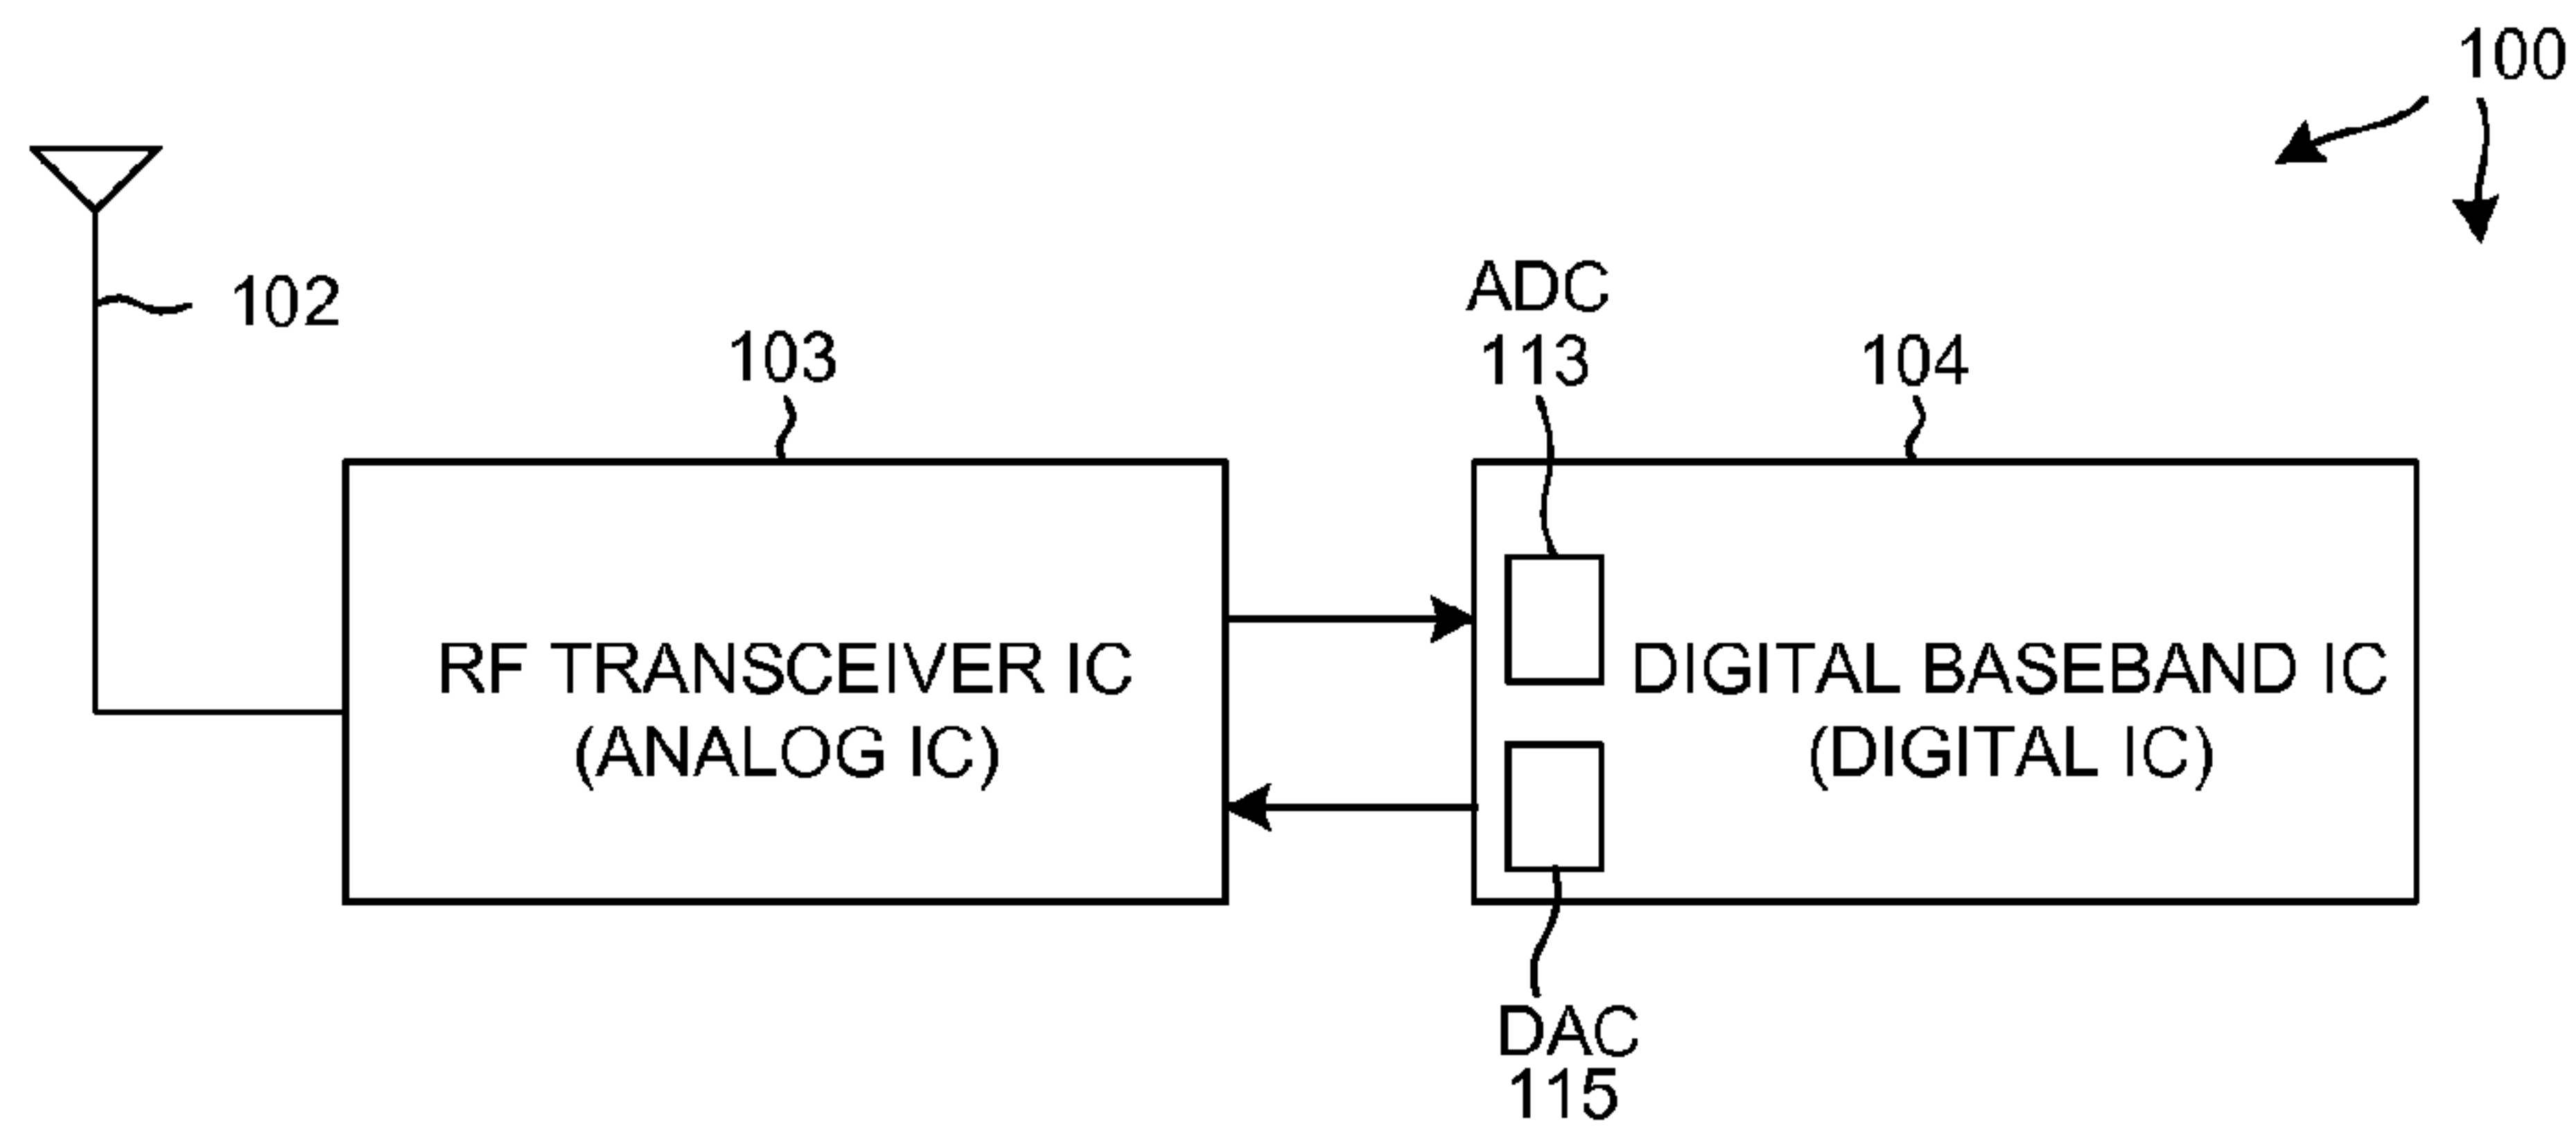 100
102
103
ADC
113
104
RF TRANSCEIVER IC
(ANALOG IC)
DIGITAL BASEBAND IC
(DIGITAL IC)
DAC
115